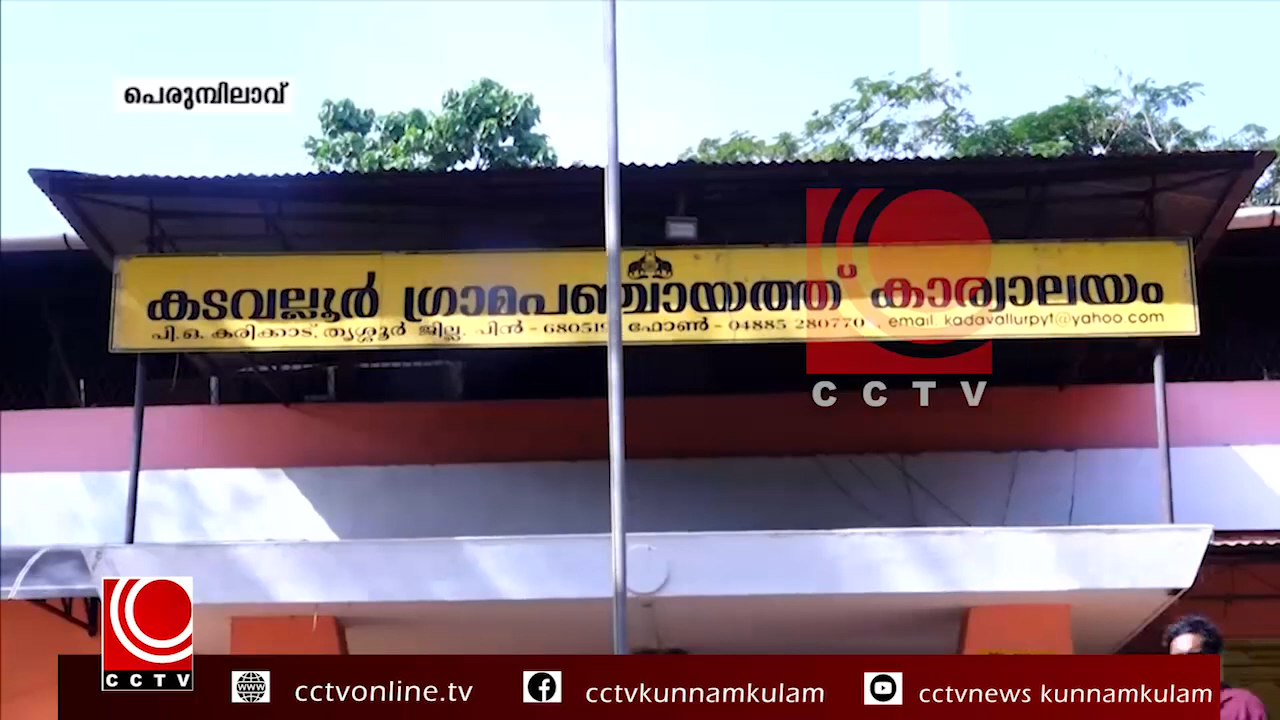 പെരുമ്പിലാവ്
കടവല്ലൂർ ഗ്രാമപഞ്ചായത്ത് കാര്യാലയം
പി.ഒ. കരിക്കാട്, തൃശ്ശൂർ ജില്ല. പിൻ - 680519 ഫോൺ - 04885 280770 . email kadavallurpyt@yahoo.com
CCTV
CCTV
www cctvonline.tv cctvkunnamkulam cctvnews kunnamkulam